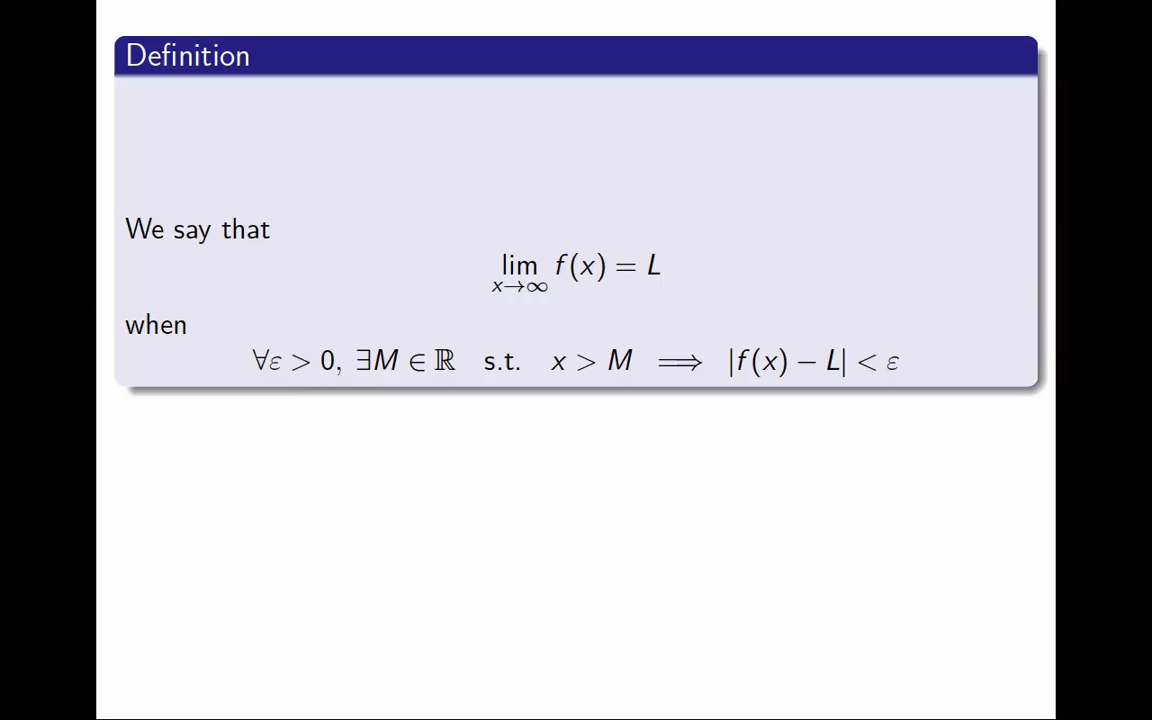 Definition
We say that
lim f(x) = L
x→∞
when
∀ε > 0, ∃M ∈ ℝ s.t. x > M ⟹ |f(x) − L| < ε